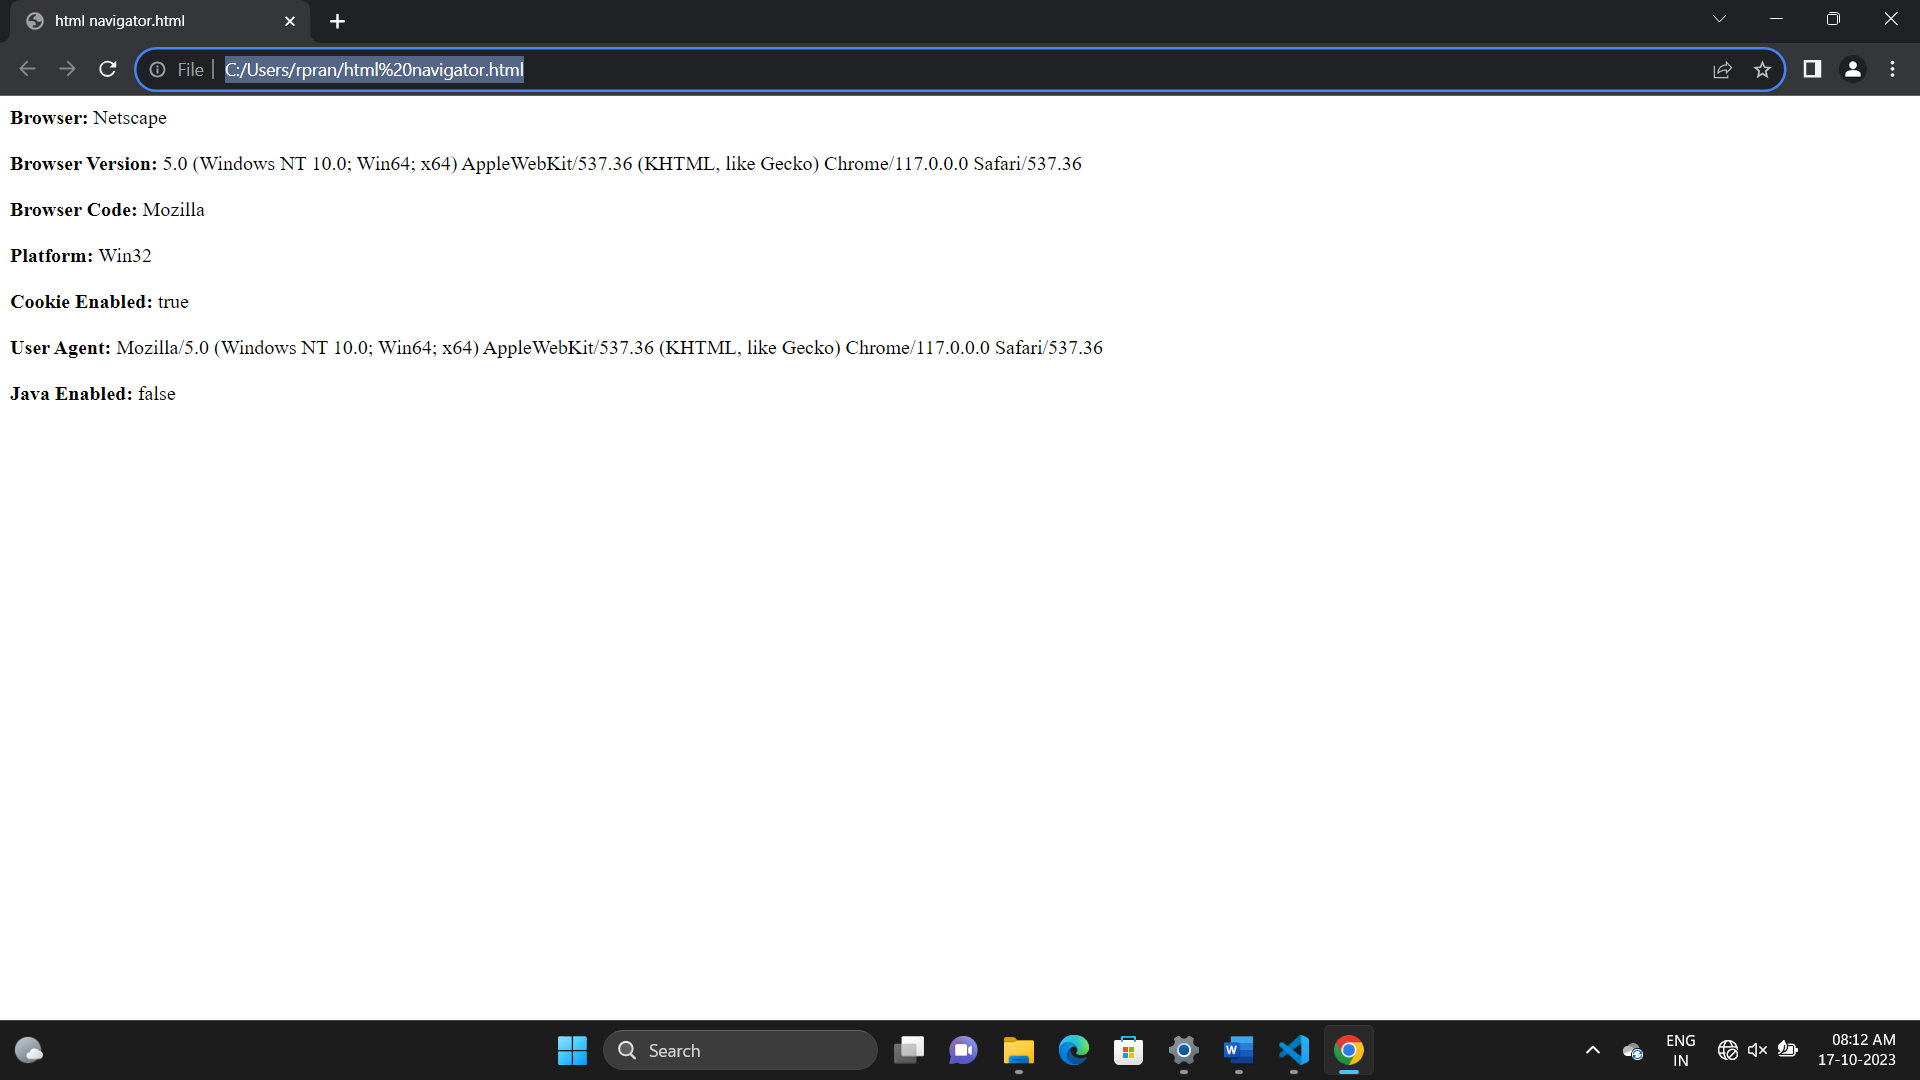 html navigator.html
File
C:/Users/rpran/html%20navigator.html
Browser: Netscape
Browser Version: 5.0 (Windows NT 10.0; Win64; x64) AppleWebKit/537.36 (KHTML, like Gecko) Chrome/117.0.0.0 Safari/537.36
Browser Code: Mozilla
Platform: Win32
Cookie Enabled: true
User Agent: Mozilla/5.0 (Windows NT 10.0; Win64; x64) AppleWebKit/537.36 (KHTML, like Gecko) Chrome/117.0.0.0 Safari/537.36
Java Enabled: false
Search
W
ENG
IN
08:12 AM
17-10-2023